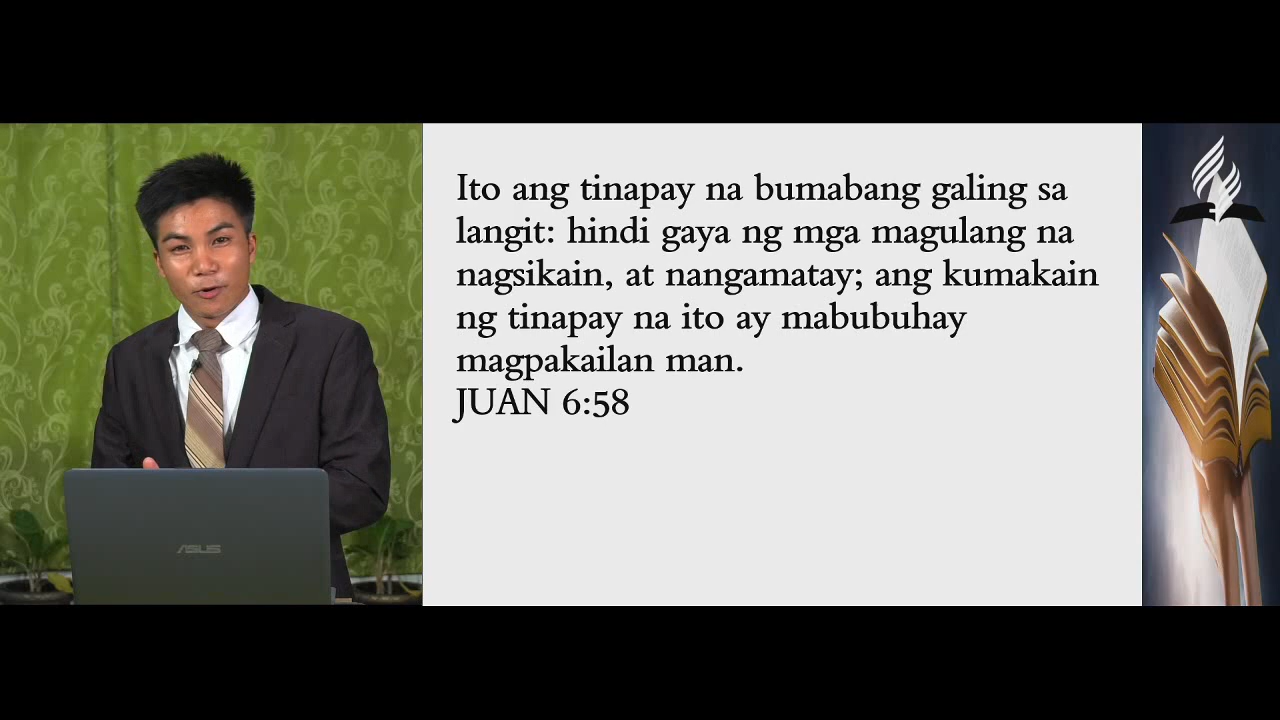 Ito ang tinapay na bumabang galing sa
langit: hindi gaya ng mga magulang na
nagsikain, at nangamatay; ang kumakain
ng tinapay na ito ay mabubuhay
magpakailan man.
JUAN 6:58
ASUS